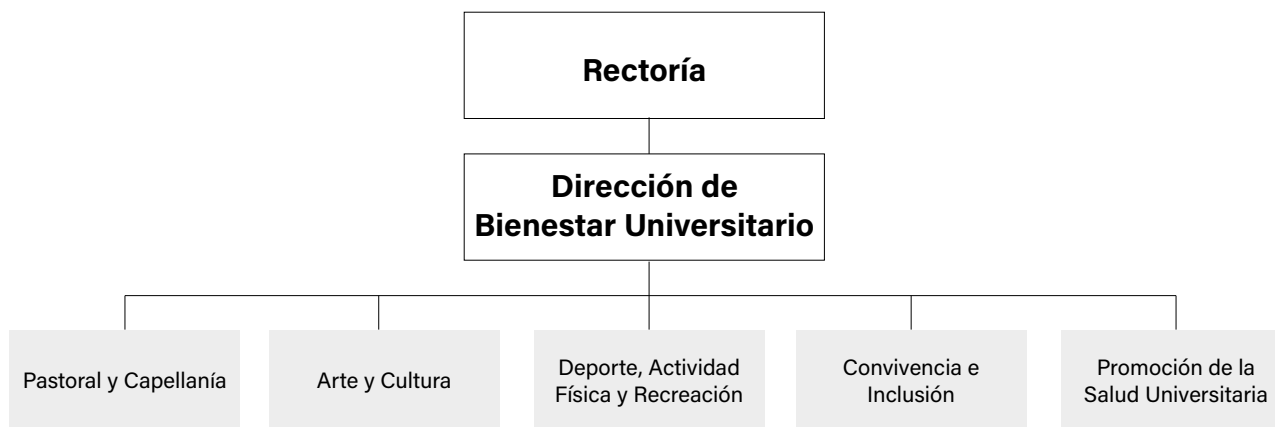 Rectoría
Dirección de
Bienestar Universitario
Pastoral y Capellanía
Arte y Cultura
Deporte, Actividad
Física y Recreación
Convivencia e
Inclusión
Promoción de la
Salud Universitaria